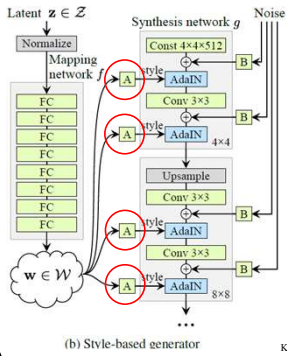 Latent z ∈ Z
Normalize
Mapping
network f
FC
FC
FC
FC
FC
FC
FC
FC
w ∈ W
Synthesis network g
Noise
Const 4×4×512
B
A
style
AdaIN
Conv 3×3
B
A
style
AdaIN
4×4
Upsample
Conv 3×3
B
A
style
AdaIN
Conv 3×3
B
A
style
AdaIN
8×8
...
(b) Style-based generator
K